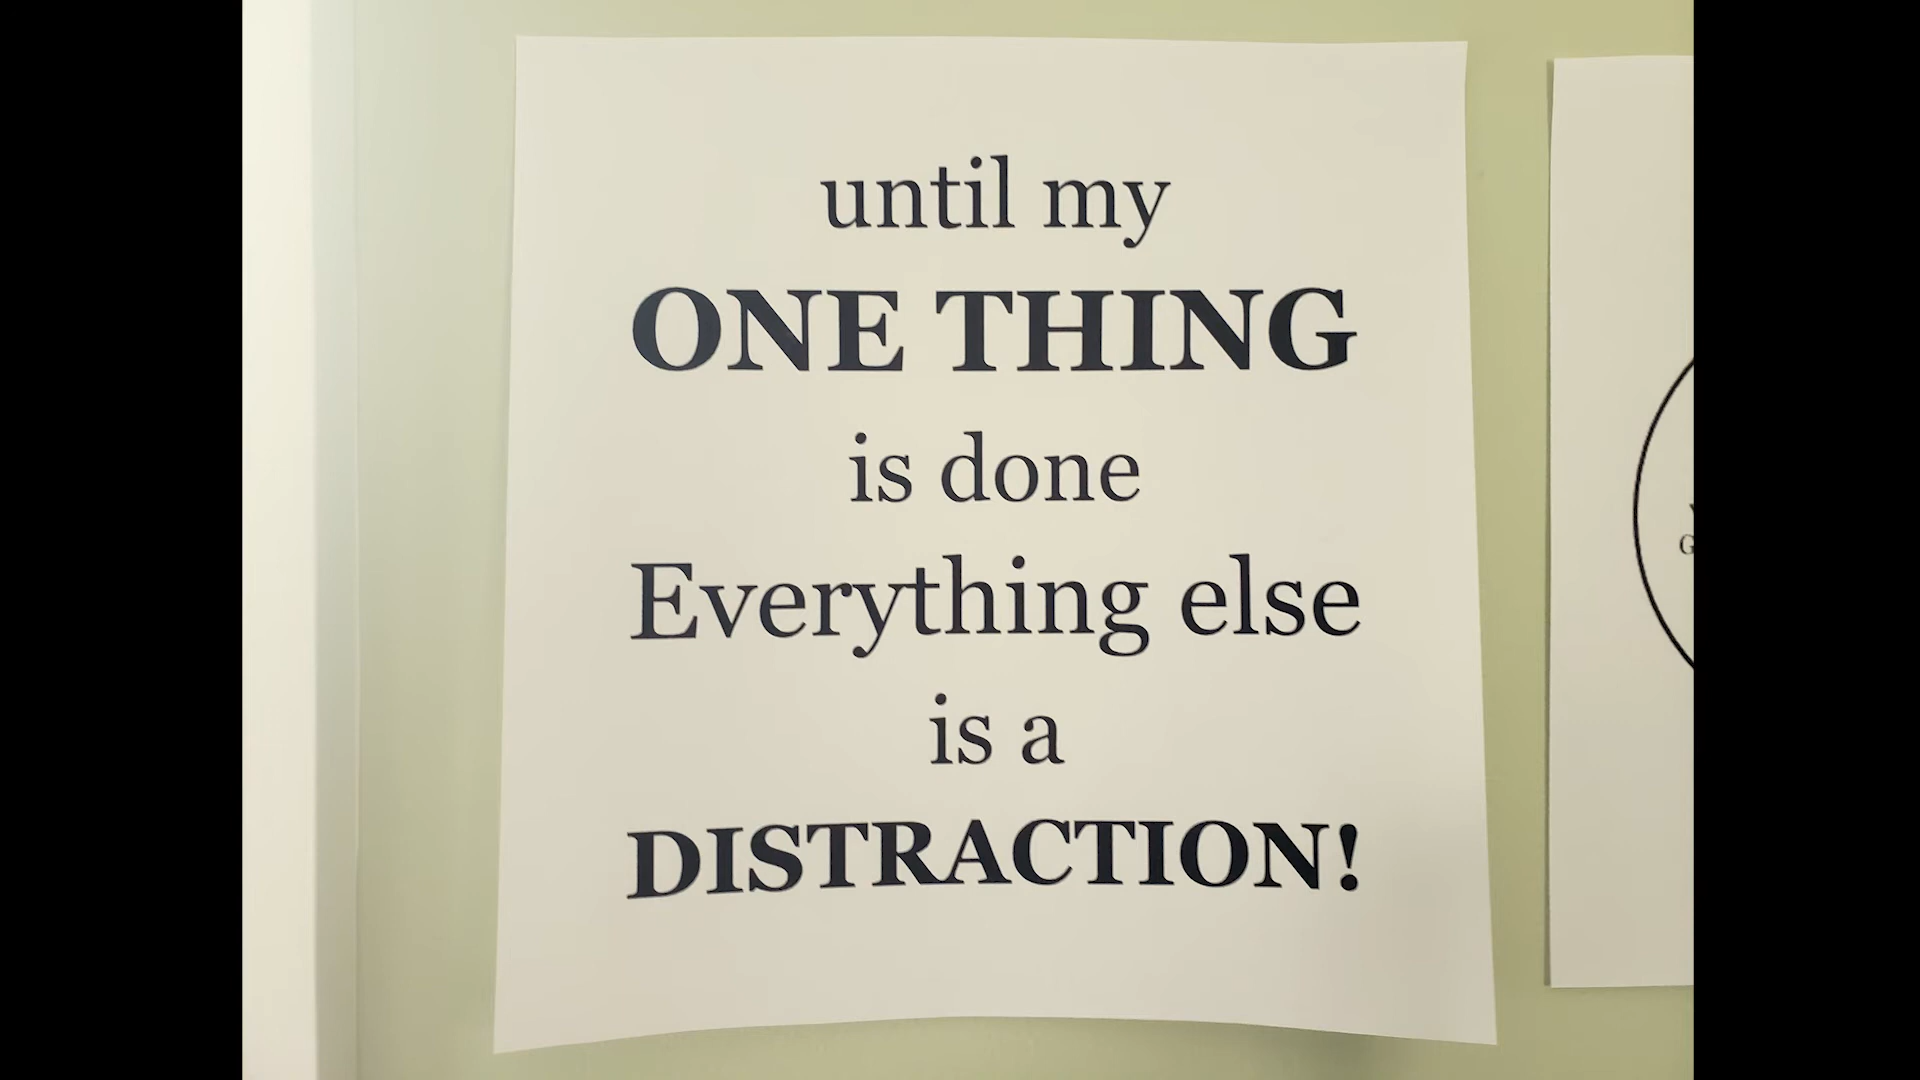 until my
ONE THING
is done
Everything else
is a
DISTRACTION!